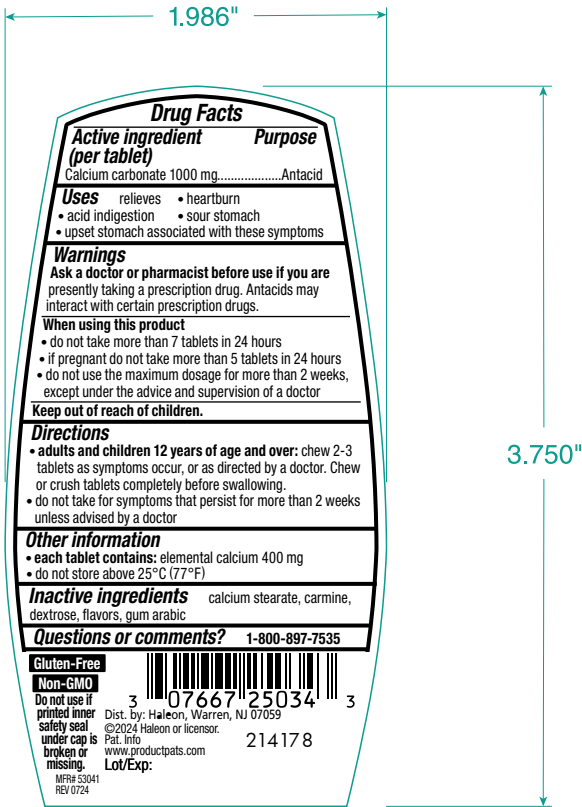 1.986"
3.750"
Drug Facts
Active ingredient Purpose
(per tablet)
Calcium carbonate 1000 mg...................Antacid
Uses relieves • heartburn
• acid indigestion • sour stomach
• upset stomach associated with these symptoms
Warnings
Ask a doctor or pharmacist before use if you are
presently taking a prescription drug. Antacids may
interact with certain prescription drugs.
When using this product
• do not take more than 7 tablets in 24 hours
• if pregnant do not take more than 5 tablets in 24 hours
• do not use the maximum dosage for more than 2 weeks,
except under the advice and supervision of a doctor
Keep out of reach of children.
Directions
• adults and children 12 years of age and over: chew 2-3
tablets as symptoms occur, or as directed by a doctor. Chew
or crush tablets completely before swallowing.
• do not take for symptoms that persist for more than 2 weeks
unless advised by a doctor
Other information
• each tablet contains: elemental calcium 400 mg
• do not store above 25°C (77°F)
Inactive ingredients calcium stearate, carmine,
dextrose, flavors, gum arabic
Questions or comments? 1-800-897-7535
Gluten-Free
Non-GMO
Do not use if
printed inner
safety seal
under cap is
broken or
missing.
MFR# 53041
REV 0724
3 07667 25034 3
Dist. by: Haleon, Warren, NJ 07059
©2024 Haleon or licensor.
Pat. Info
www.productpats.com
Lot/Exp:
214178